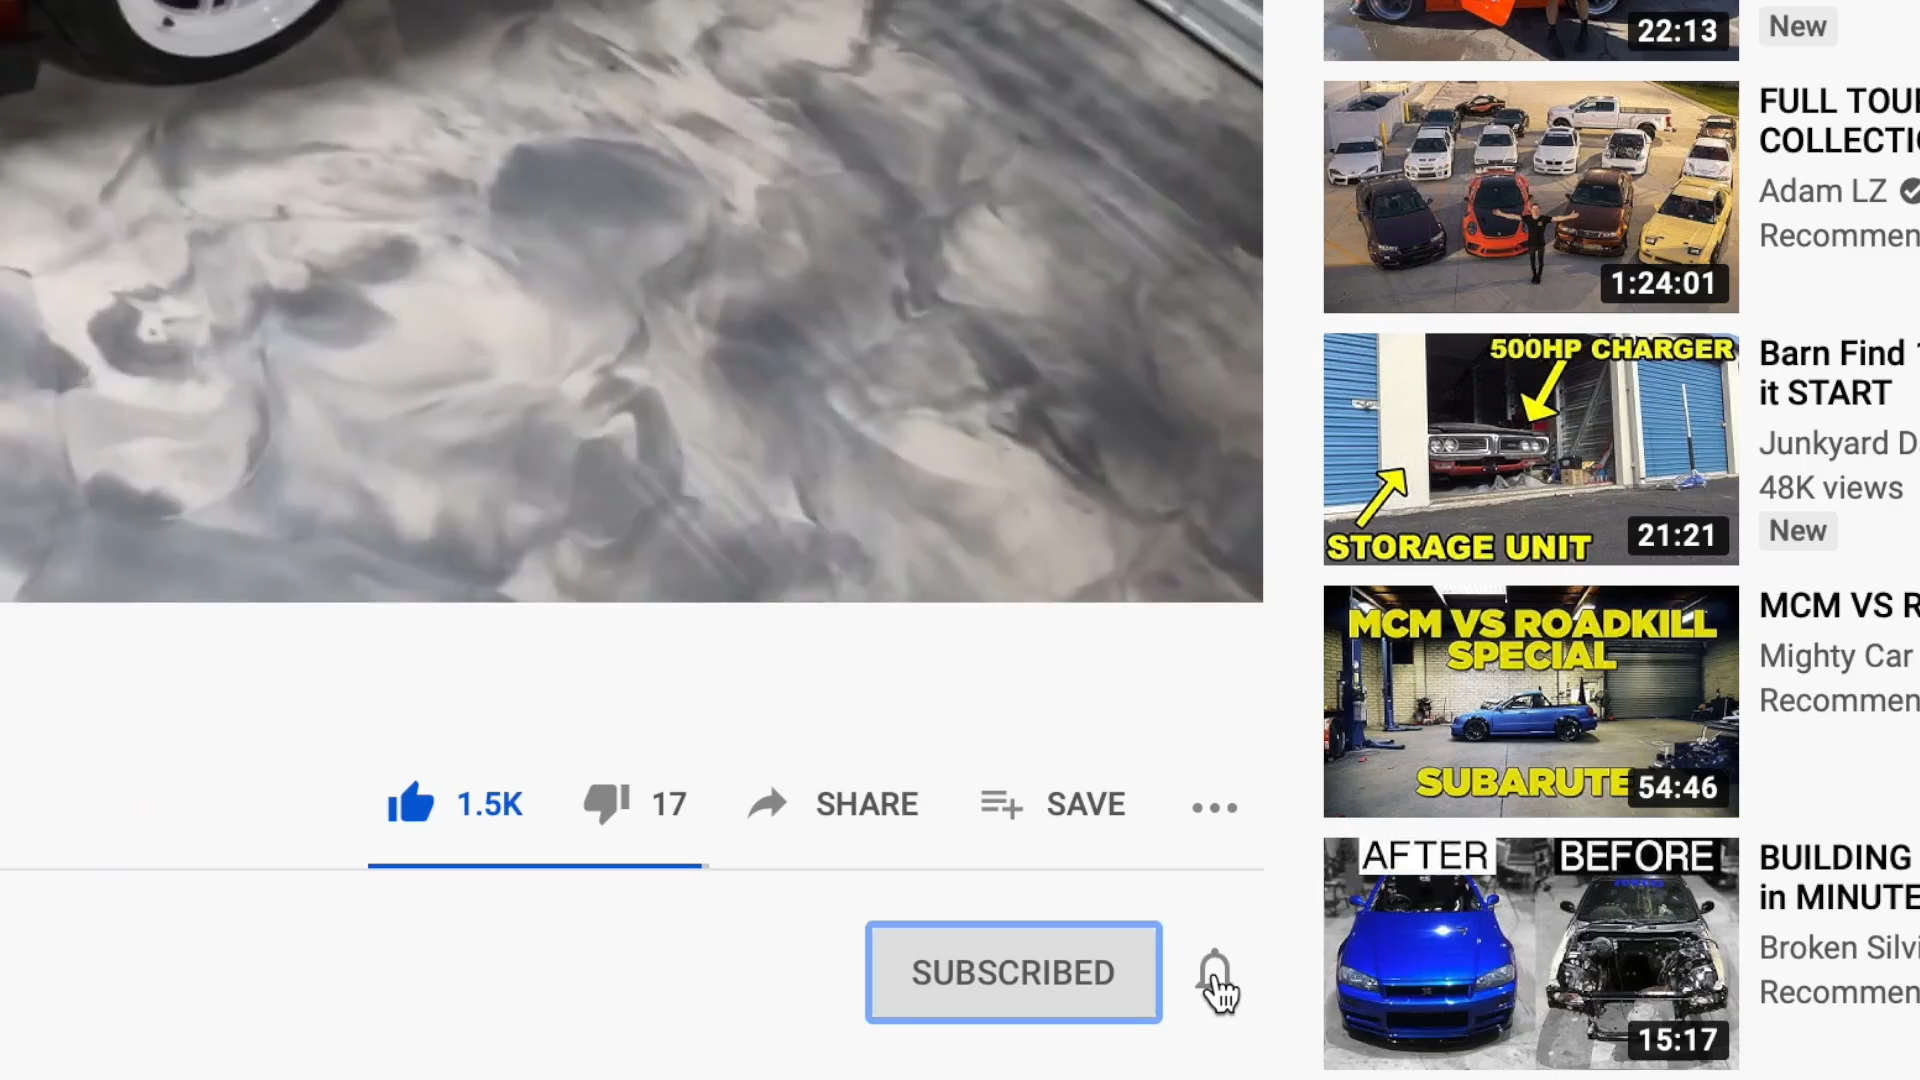 22:13
New
FULL TOU
COLLECTI
Adam LZ
Recommen
1:24:01
500HP CHARGER
STORAGE UNIT
21:21
Barn Find
it START
Junkyard D
48K views
New
MCM VS ROADKILL
SPECIAL
SUBARUTE
54:46
MCM VS R
Mighty Car
Recommen
1.5K
17
SHARE
SAVE
SUBSCRIBED
AFTER
BEFORE
15:17
BUILDING
in MINUTE
Broken Silvi
Recommen